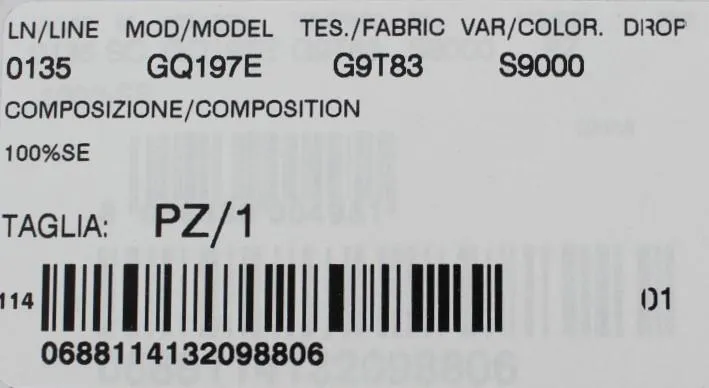 LN/LINE MOD/MODEL TES./FABRIC VAR/COLOR. DROP
0135 GQ197E G9T83 S9000
COMPOSIZIONE/COMPOSITION
100%SE
TAGLIA: PZ/1
114 01
0688114132098806